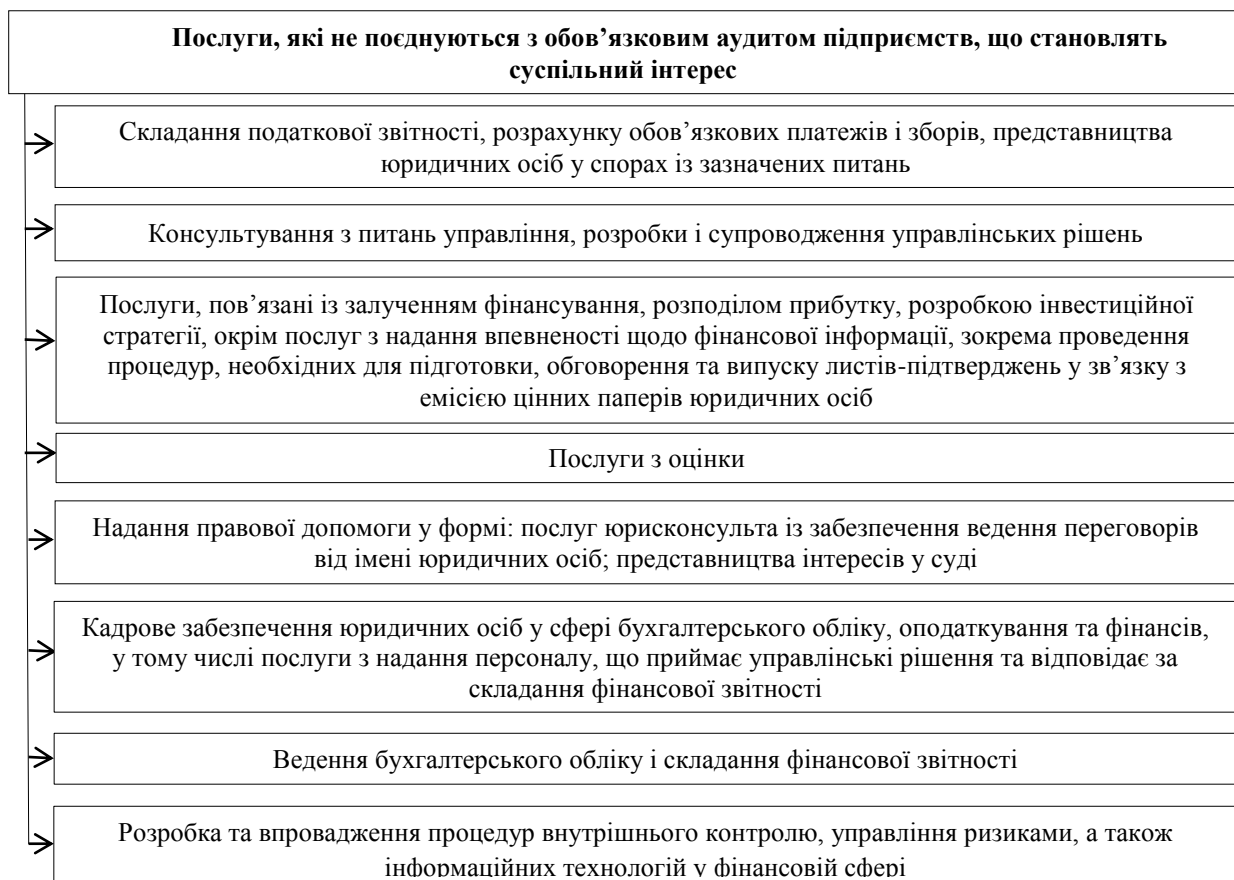 Послуги, які не поєднуються з обов’язковим аудитом підприємств, що становлять
суспільний інтерес
Складання податкової звітності, розрахунку обов’язкових платежів і зборів, представництва
юридичних осіб у спорах із зазначених питань
Консультування з питань управління, розробки і супроводження управлінських рішень
Послуги, пов’язані із залученням фінансування, розподілом прибутку, розробкою інвестиційної
стратегії, окрім послуг з надання впевненості щодо фінансової інформації, зокрема проведення
процедур, необхідних для підготовки, обговорення та випуску листів-підтверджень у зв’язку з
емісією цінних паперів юридичних осіб
Послуги з оцінки
Надання правової допомоги у формі: послуг юрисконсульта із забезпечення ведення переговорів
від імені юридичних осіб; представництва інтересів у суді
Кадрове забезпечення юридичних осіб у сфері бухгалтерського обліку, оподаткування та фінансів,
у тому числі послуги з надання персоналу, що приймає управлінські рішення та відповідає за
складання фінансової звітності
Ведення бухгалтерського обліку і складання фінансової звітності
Розробка та впровадження процедур внутрішнього контролю, управління ризиками, а також
інформаційних технологій у фінансовій сфері